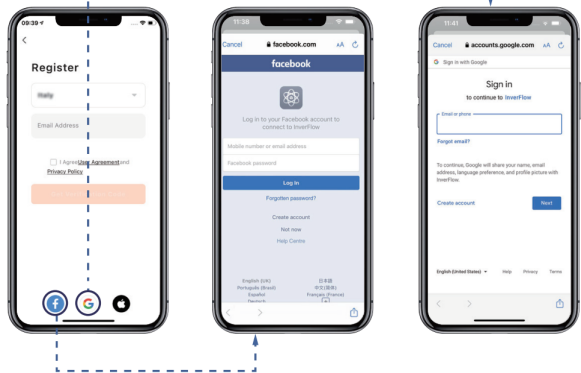 09:39
Register
Email Address
I Agree User Agreement and
Privacy Policy
11:38
Cancel
facebook.com
AA
facebook
Log in to your Facebook account to
connect to InverFlow
Mobile number or email address
Facebook password
Log In
Forgotten password?
Create account
Not now
Help Centre
English (UK)
日本語
Português (Brasil)
中文(简体)
Español
Français (France)
Deutsch
11:41
Cancel
accounts.google.com
AA
G Sign in with Google
Sign in
to continue to InverFlow
Email or phone
Forgot email?
To continue, Google will share your name, email
address, language preference, and profile picture with
InverFlow.
Create account
Next
English (United States)
Help
Privacy
Terms